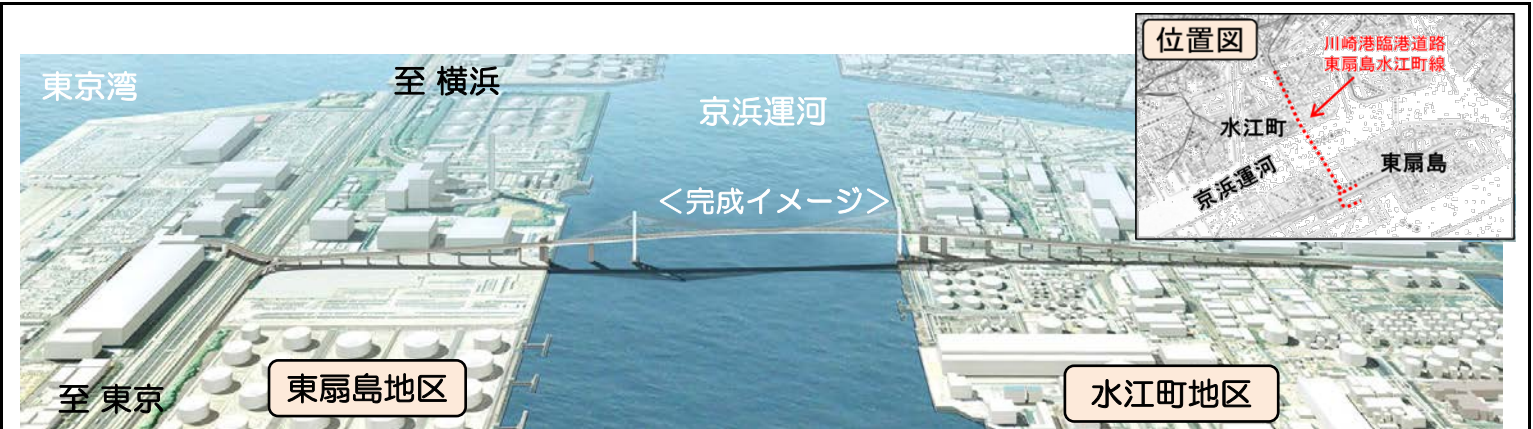 東京湾
至 横浜
京浜運河
<完成イメージ>
至 東京
東扇島地区
水江町地区
位置図
川崎港臨港道路
東扇島水江町線
水江町
東扇島
京浜運河